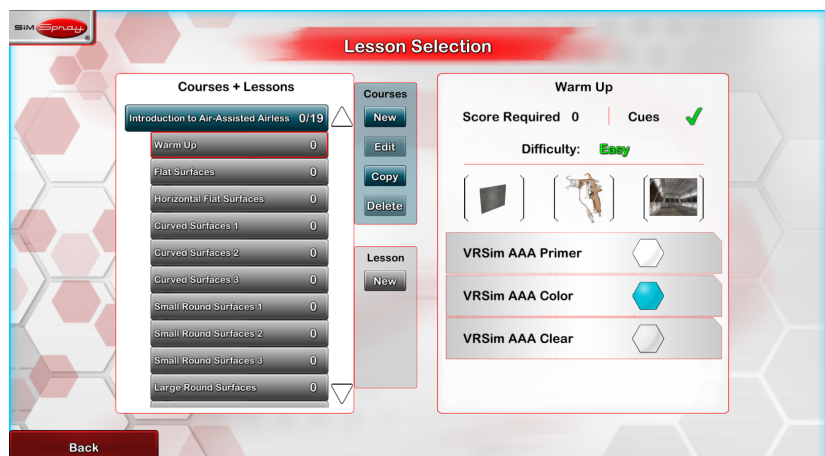 SIM Spray
®
Lesson Selection
Courses + Lessons
Introduction to Air-Assisted Airless 0/19
Warm Up 0
Flat Surfaces 0
Horizontal Flat Surfaces 0
Curved Surfaces 1 0
Curved Surfaces 2 0
Curved Surfaces 3 0
Small Round Surfaces 1 0
Small Round Surfaces 2 0
Small Round Surfaces 3 0
Large Round Surfaces 0
Courses
New
Edit
Copy
Delete
Lesson
New
Warm Up
Score Required 0 Cues
Difficulty: Easy
VRSim AAA Primer
VRSim AAA Color
VRSim AAA Clear
Back